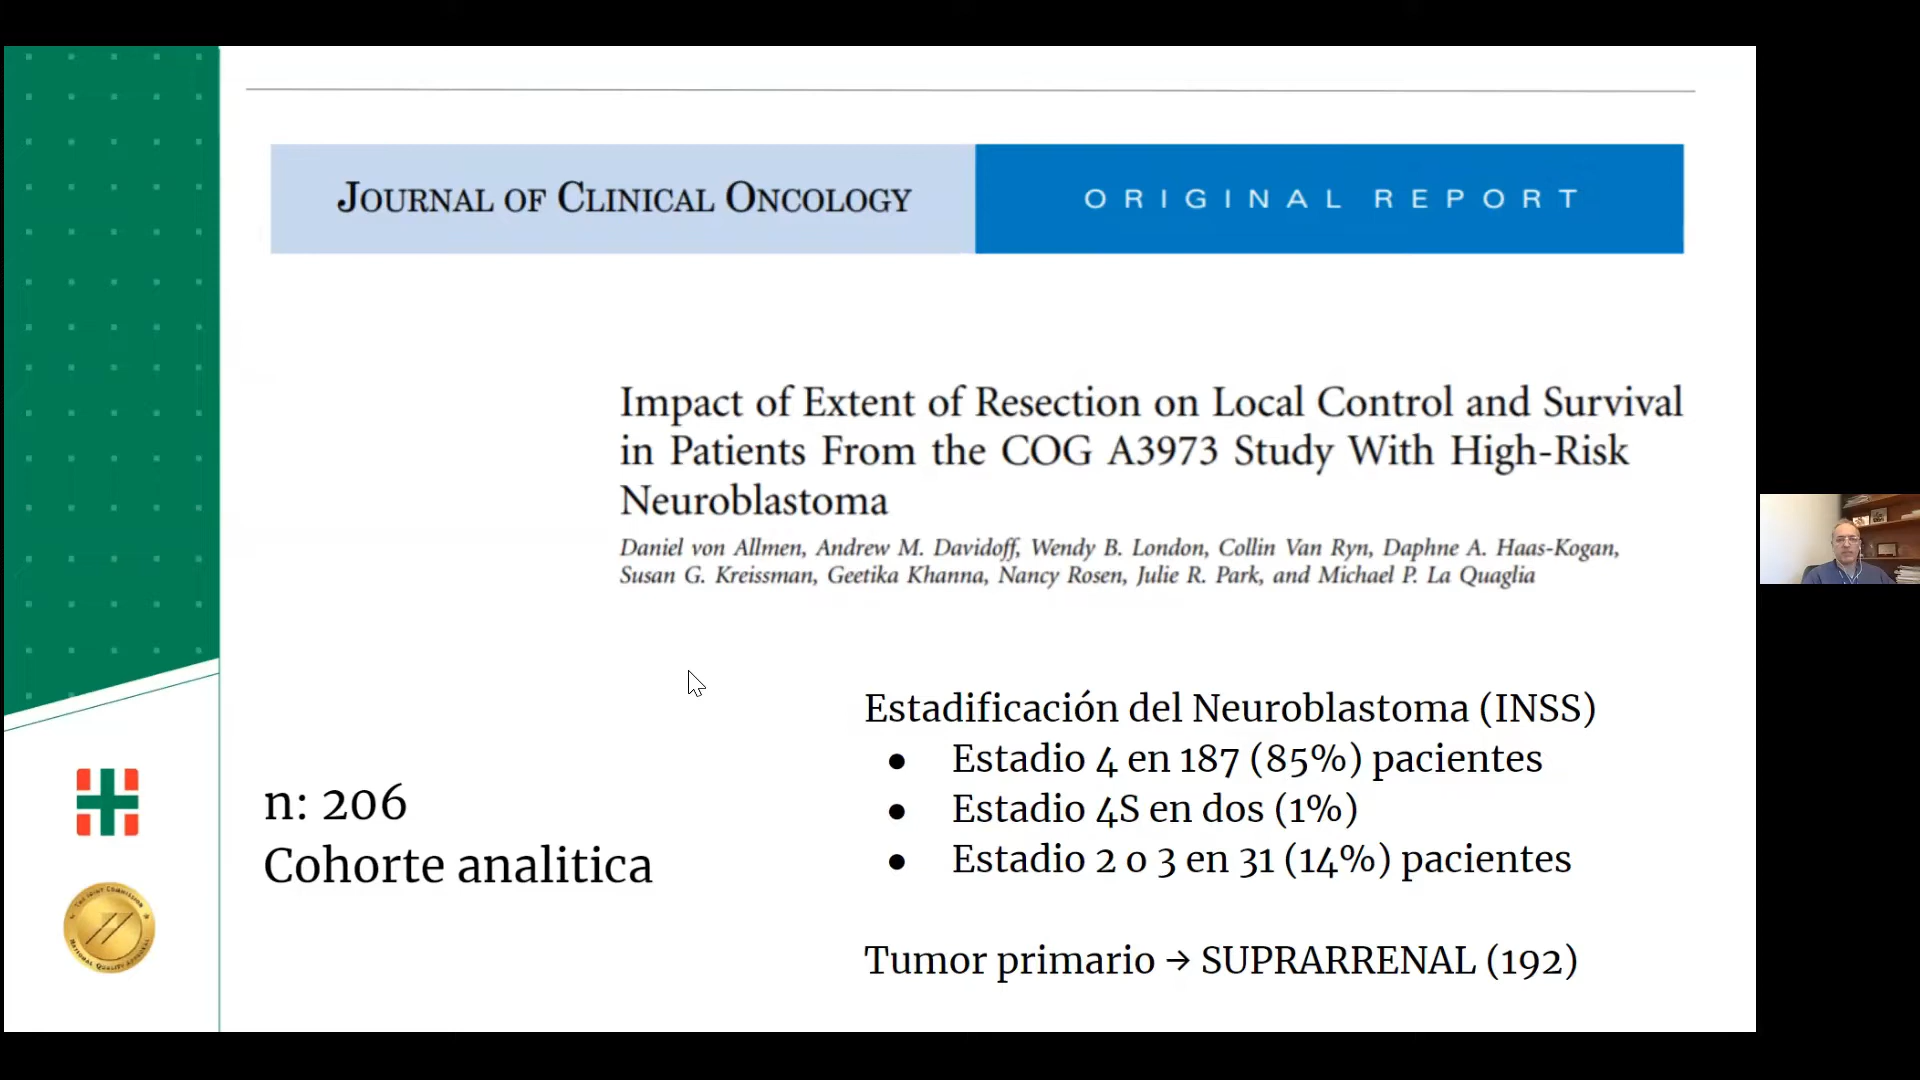 JOURNAL OF CLINICAL ONCOLOGY
ORIGINAL REPORT
Impact of Extent of Resection on Local Control and Survival
in Patients From the COG A3973 Study With High-Risk
Neuroblastoma
Daniel von Allmen, Andrew M. Davidoff, Wendy B. London, Collin Van Ryn, Daphne A. Haas-Kogan,
Susan G. Kreissman, Geetika Khanna, Nancy Rosen, Julie R. Park, and Michael P. La Quaglia
n: 206
Cohorte analitica
Estadificación del Neuroblastoma (INSS)
● Estadio 4 en 187 (85%) pacientes
● Estadio 4S en dos (1%)
● Estadio 2 o 3 en 31 (14%) pacientes
Tumor primario → SUPRARRENAL (192)